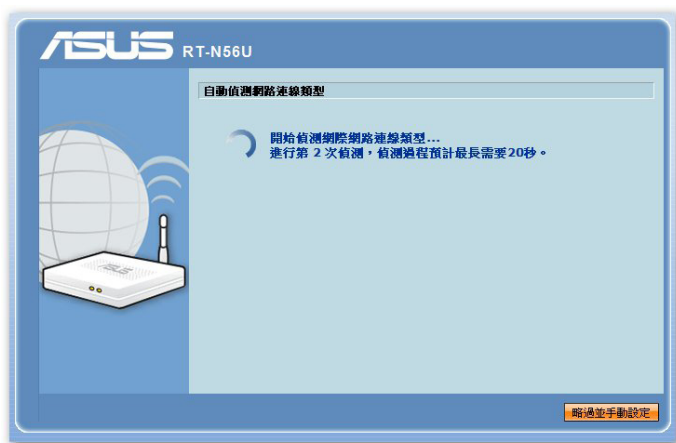 ASUS RT-N56U
自動偵測網路連線類型
開始偵測網際網路連線類型...
進行第 2 次偵測，偵測過程預計最長需要20秒。
ASUS
略過並手動設定